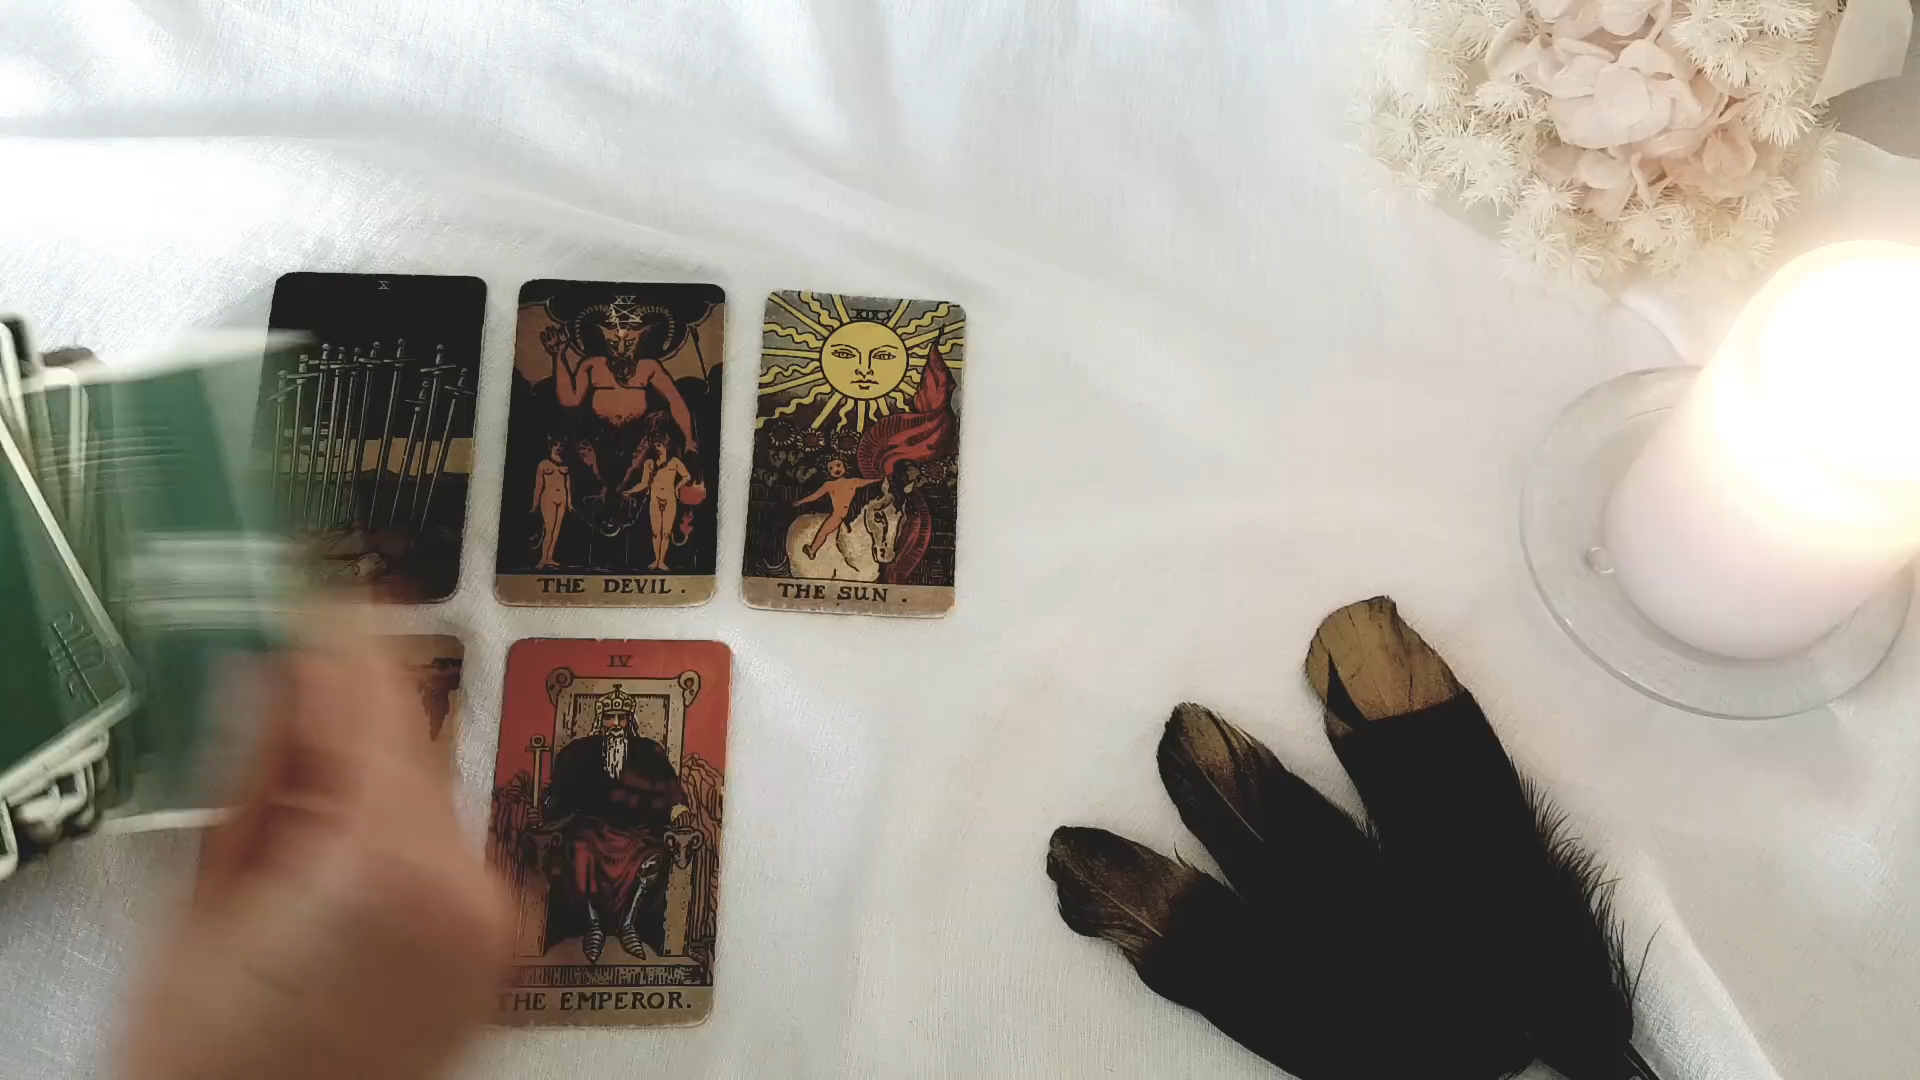 X
XV
THE DEVIL.
XIX
THE SUN.
IV
THE EMPEROR.